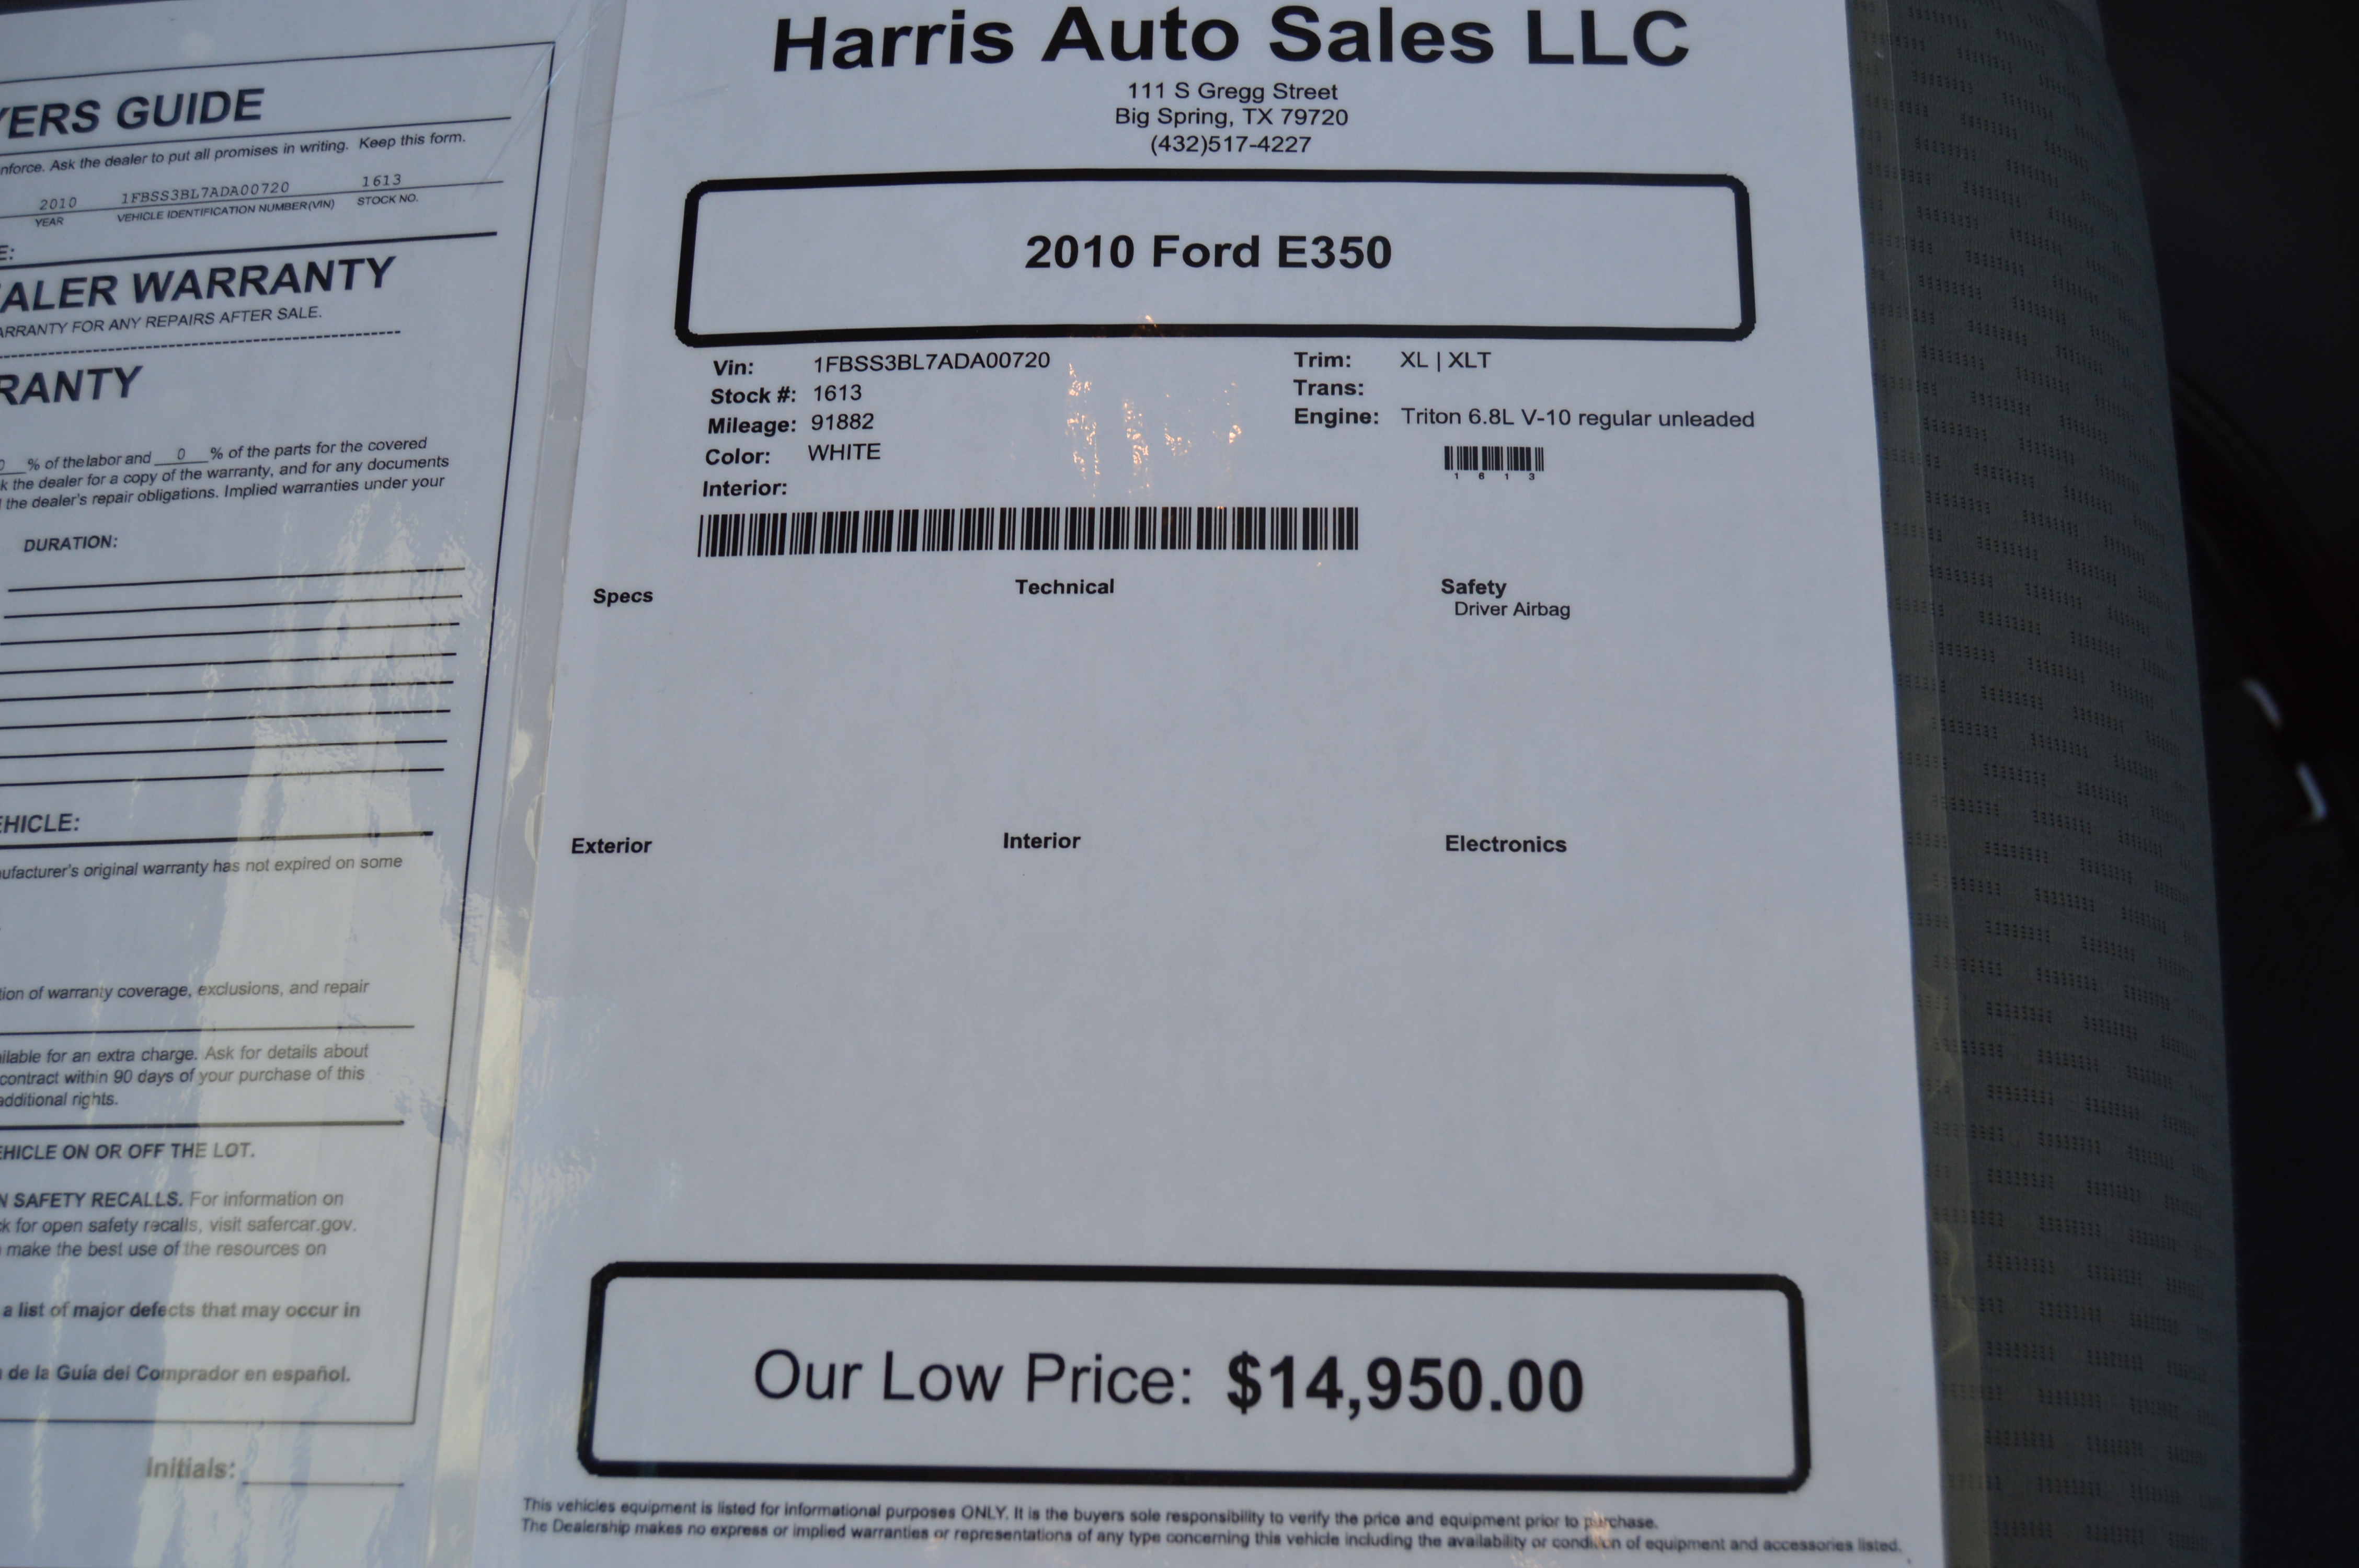 YERS GUIDE
nforce. Ask the dealer to put all promises in writing. Keep this form.
2010 1FBSS3BL7ADA00720 1613
YEAR VEHICLE IDENTIFICATION NUMBER(VIN) STOCK NO.
E:
ALER WARRANTY
ARRANTY FOR ANY REPAIRS AFTER SALE.
RANTY
0 % of the labor and 0 % of the parts for the covered
k the dealer for a copy of the warranty, and for any documents
the dealer's repair obligations. Implied warranties under your
DURATION:
EHICLE:
nufacturer's original warranty has not expired on some
tion of warranty coverage, exclusions, and repair
ailable for an extra charge. Ask for details about
contract within 90 days of your purchase of this
additional rights.
EHICLE ON OR OFF THE LOT.
N SAFETY RECALLS. For information on
ck for open safety recalls, visit safercar.gov.
make the best use of the resources on
a list of major defects that may occur in
de la Guía del Comprador en español.
Initials:
Harris Auto Sales LLC
111 S Gregg Street
Big Spring, TX 79720
(432)517-4227
2010 Ford E350
Vin: 1FBSS3BL7ADA00720
Stock #: 1613
Mileage: 91882
Color: WHITE
Interior:
Trim: XL | XLT
Trans:
Engine: Triton 6.8L V-10 regular unleaded
1 6 1 3
Specs Technical Safety
Driver Airbag
Exterior Interior Electronics
Our Low Price: $14,950.00
This vehicles equipment is listed for informational purposes ONLY. It is the buyers sole responsibility to verify the price and equipment prior to purchase.
The Dealership makes no express or implied warranties or representations of any type concerning this vehicle including the availability or condition of equipment and accessories listed.